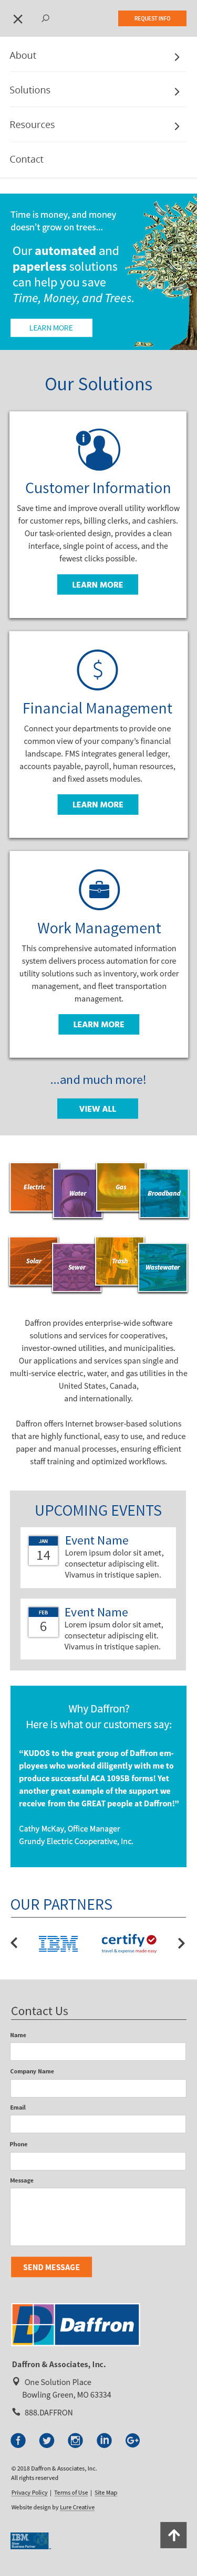 REQUEST INFO
About
Solutions
Resources
Contact
Time is money, and money
doesn't grow on trees...
Our automated and
paperless solutions
can help you save
Time, Money, and Trees.
LEARN MORE
Our Solutions
Customer Information
Save time and improve overall utility workflow
for customer reps, billing clerks, and cashiers.
Our task-oriented design, provides a clean
interface, single point of access, and the
fewest clicks possible.
LEARN MORE
Financial Management
Connect your departments to provide one
common view of your company's financial
landscape. FMS integrates general ledger,
accounts payable, payroll, human resources,
and fixed assets modules.
LEARN MORE
Work Management
This comprehensive automated information
system delivers process automation for core
utility solutions such as inventory, work order
management, and fleet transportation
management.
LEARN MORE
...and much more!
VIEW ALL
Electric
Water
Gas
Broadband
Solar
Sewer
Trash
Wastewater
Daffron provides enterprise-wide software
solutions and services for cooperatives,
investor-owned utilities, and municipalities.
Our applications and services span single and
multi-service electric, water, and gas utilities in the
United States, Canada,
and internationally.
Daffron offers Internet browser-based solutions
that are highly functional, easy to use, and reduce
paper and manual processes, ensuring efficient
staff training and optimized workflows.
UPCOMING EVENTS
JAN
14
Event Name
Lorem ipsum dolor sit amet,
consectetur adipiscing elit.
Vivamus in tristique sapien.
FEB
6
Event Name
Lorem ipsum dolor sit amet,
consectetur adipiscing elit.
Vivamus in tristique sapien.
Why Daffron?
Here is what our customers say:
“KUDOS to the great group of Daffron em-
ployees who worked diligently with me to
produce successful ACA 1095B forms! Yet
another great example of the support we
receive from the GREAT people at Daffron!”
Cathy McKay, Office Manager
Grundy Electric Cooperative, Inc.
OUR PARTNERS
IBM
certify
travel & expense made easy
Contact Us
Name
Company Name
Email
Phone
Message
SEND MESSAGE
Daffron
Daffron & Associates, Inc.
One Solution Place
Bowling Green, MO 63334
888.DAFFRON
© 2018 Daffron & Associates, Inc.
All rights reserved
Privacy Policy | Terms of Use | Site Map
Website design by Lure Creative
IBM
Business Partner